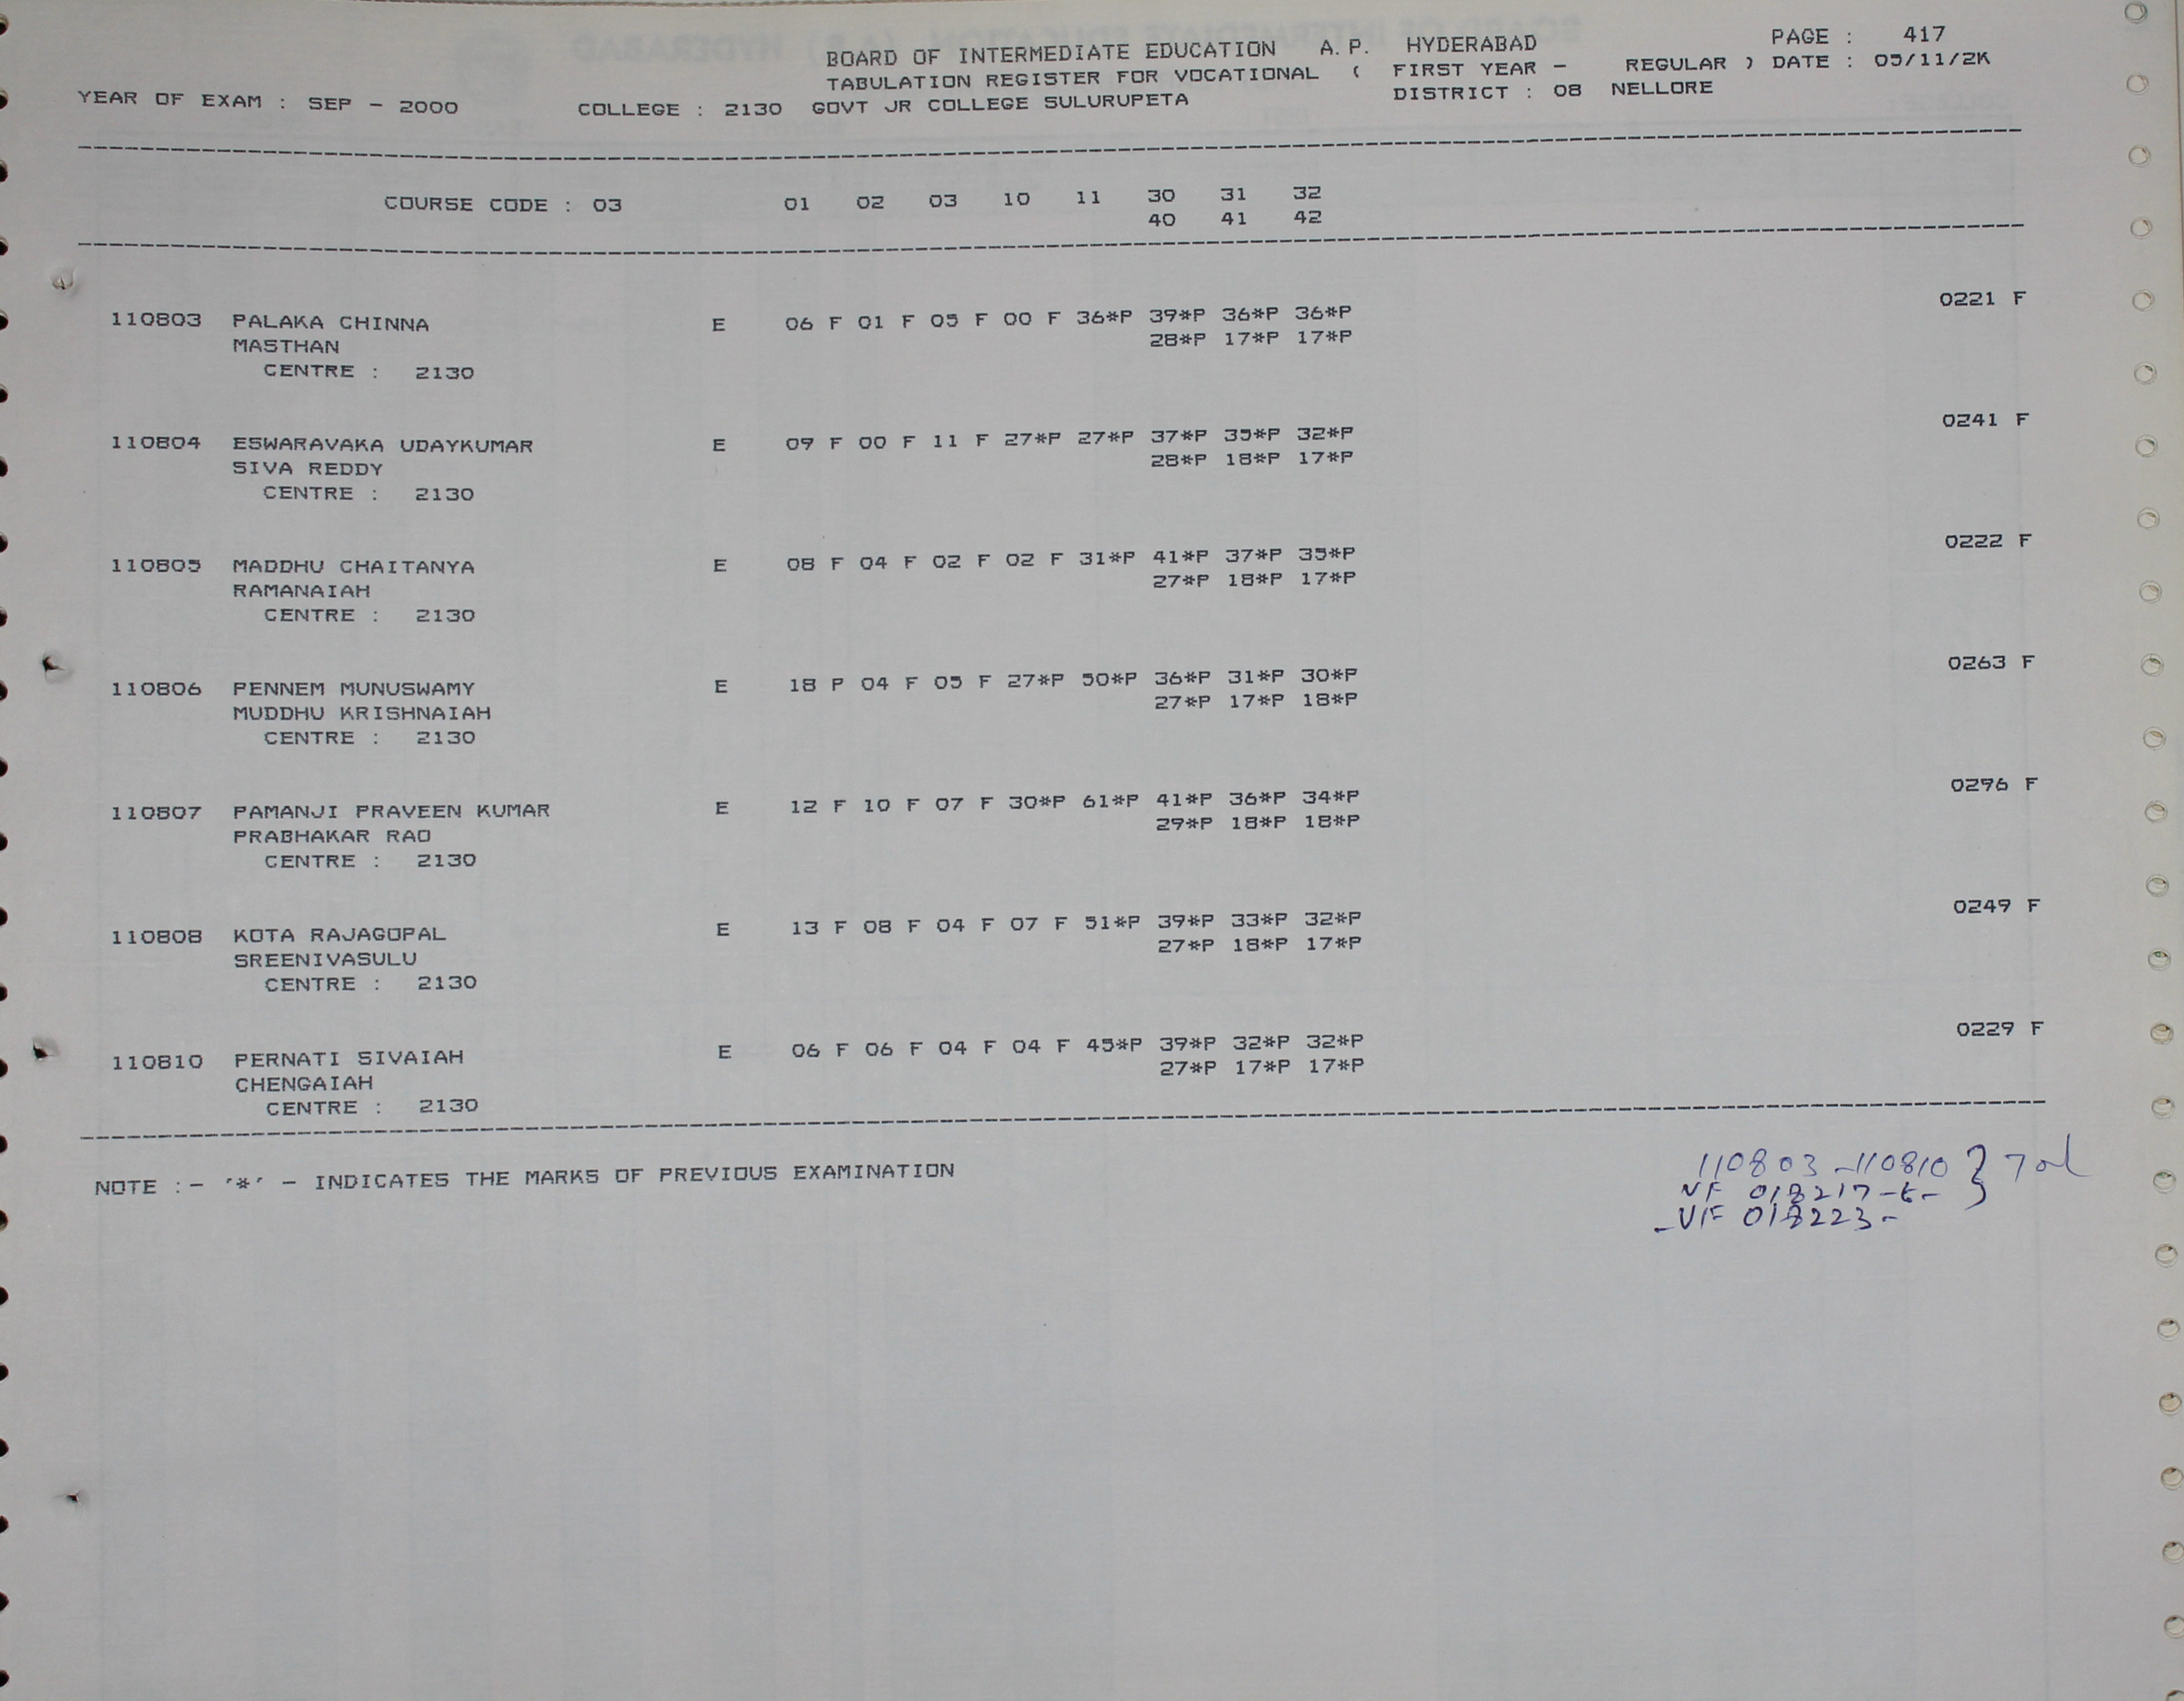 BOARD OF INTERMEDIATE EDUCATION A.P. HYDERABAD PAGE : 417
TABULATION REGISTER FOR VOCATIONAL ( FIRST YEAR - REGULAR ) DATE : 05/11/2K
YEAR OF EXAM : SEP - 2000 COLLEGE : 2130 GOVT JR COLLEGE SULURUPETA DISTRICT : 08 NELLORE
COURSE CODE : 03 01 02 03 10 11 30 31 32
40 41 42
110803 PALAKA CHINNA E 06 F 01 F 05 F 00 F 36*P 39*P 36*P 36*P 0221 F
MASTHAN 28*P 17*P 17*P
CENTRE : 2130
110804 ESWARAVAKA UDAYKUMAR E 09 F 00 F 11 F 27*P 27*P 37*P 35*P 32*P 0241 F
SIVA REDDY 28*P 18*P 17*P
CENTRE : 2130
110805 MADDHU CHAITANYA E 08 F 04 F 02 F 02 F 31*P 41*P 37*P 35*P 0222 F
RAMANAIAH 27*P 18*P 17*P
CENTRE : 2130
110806 PENNEM MUNUSWAMY E 18 P 04 F 05 F 27*P 50*P 36*P 31*P 30*P 0263 F
MUDDHU KRISHNAIAH 27*P 17*P 18*P
CENTRE : 2130
110807 PAMANJI PRAVEEN KUMAR E 12 F 10 F 07 F 30*P 61*P 41*P 36*P 34*P 0296 F
PRABHAKAR RAO 29*P 18*P 18*P
CENTRE : 2130
110808 KOTA RAJAGOPAL E 13 F 08 F 04 F 07 F 51*P 39*P 33*P 32*P 0249 F
SREENIVASULU 27*P 18*P 17*P
CENTRE : 2130
110810 PERNATI SIVAIAH E 06 F 06 F 04 F 04 F 45*P 39*P 32*P 32*P 0229 F
CHENGAIAH 27*P 17*P 17*P
CENTRE : 2130
NOTE :- '*' - INDICATES THE MARKS OF PREVIOUS EXAMINATION
110803 - 110810 } 7
VF 018217
- VF 018223 -